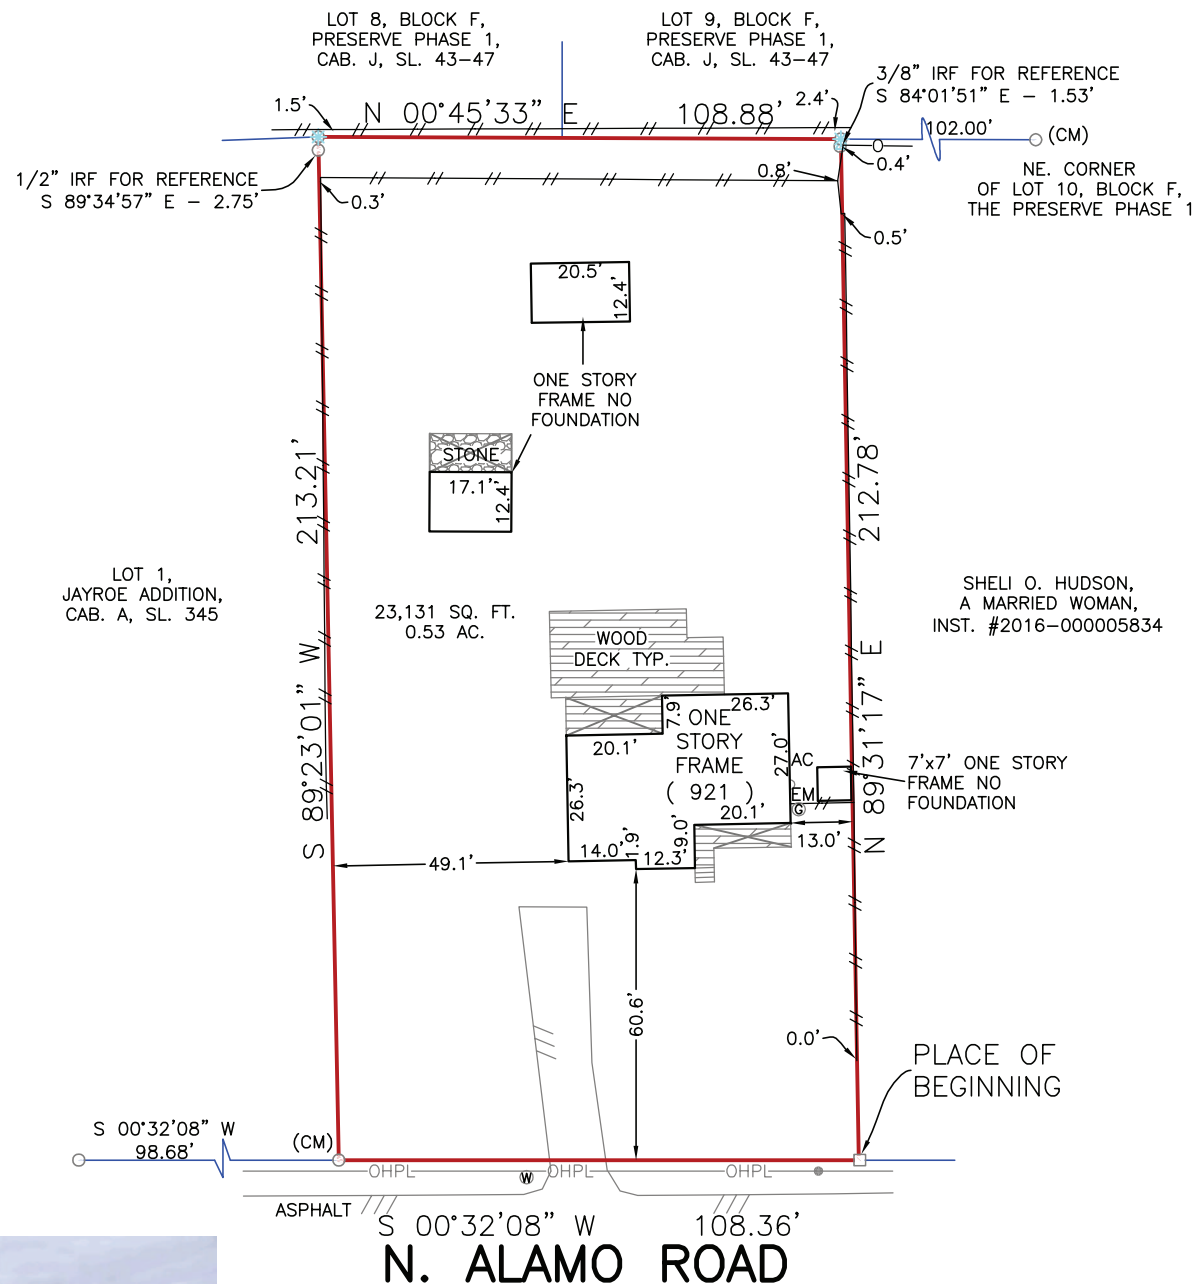 LOT 8, BLOCK F,
PRESERVE PHASE 1,
CAB. J, SL. 43-47
LOT 9, BLOCK F,
PRESERVE PHASE 1,
CAB. J, SL. 43-47
3/8" IRF FOR REFERENCE
S 84°01'51" E - 1.53'
1.5'
N 00°45'33" E 108.88'
2.4'
102.00'
(CM)
0.4'
NE. CORNER
OF LOT 10, BLOCK F,
THE PRESERVE PHASE 1
1/2" IRF FOR REFERENCE
S 89°34'57" E - 2.75'
0.3'
0.8'
0.5'
20.5'
12.4'
ONE STORY
FRAME NO
FOUNDATION
STONE
17.1'
12.4'
S 89°23'01" W 213.21'
N 89°31'17" E 212.78'
LOT 1,
JAYROE ADDITION,
CAB. A, SL. 345
23,131 SQ. FT.
0.53 AC.
SHELI O. HUDSON,
A MARRIED WOMAN,
INST. #2016-000005834
WOOD
DECK TYP.
7.9'
26.3'
ONE
STORY
FRAME
( 921 )
20.1'
27.0'
26.3'
AC
EM
G
7'x7' ONE STORY
FRAME NO
FOUNDATION
20.1'
9.0'
13.0'
14.0'
1.9'
12.3'
49.1'
60.6'
0.0'
PLACE OF
BEGINNING
S 00°32'08" W
98.68'
(CM)
OHPL OHPL OHPL
W
ASPHALT
S 00°32'08" W 108.36'
N. ALAMO ROAD